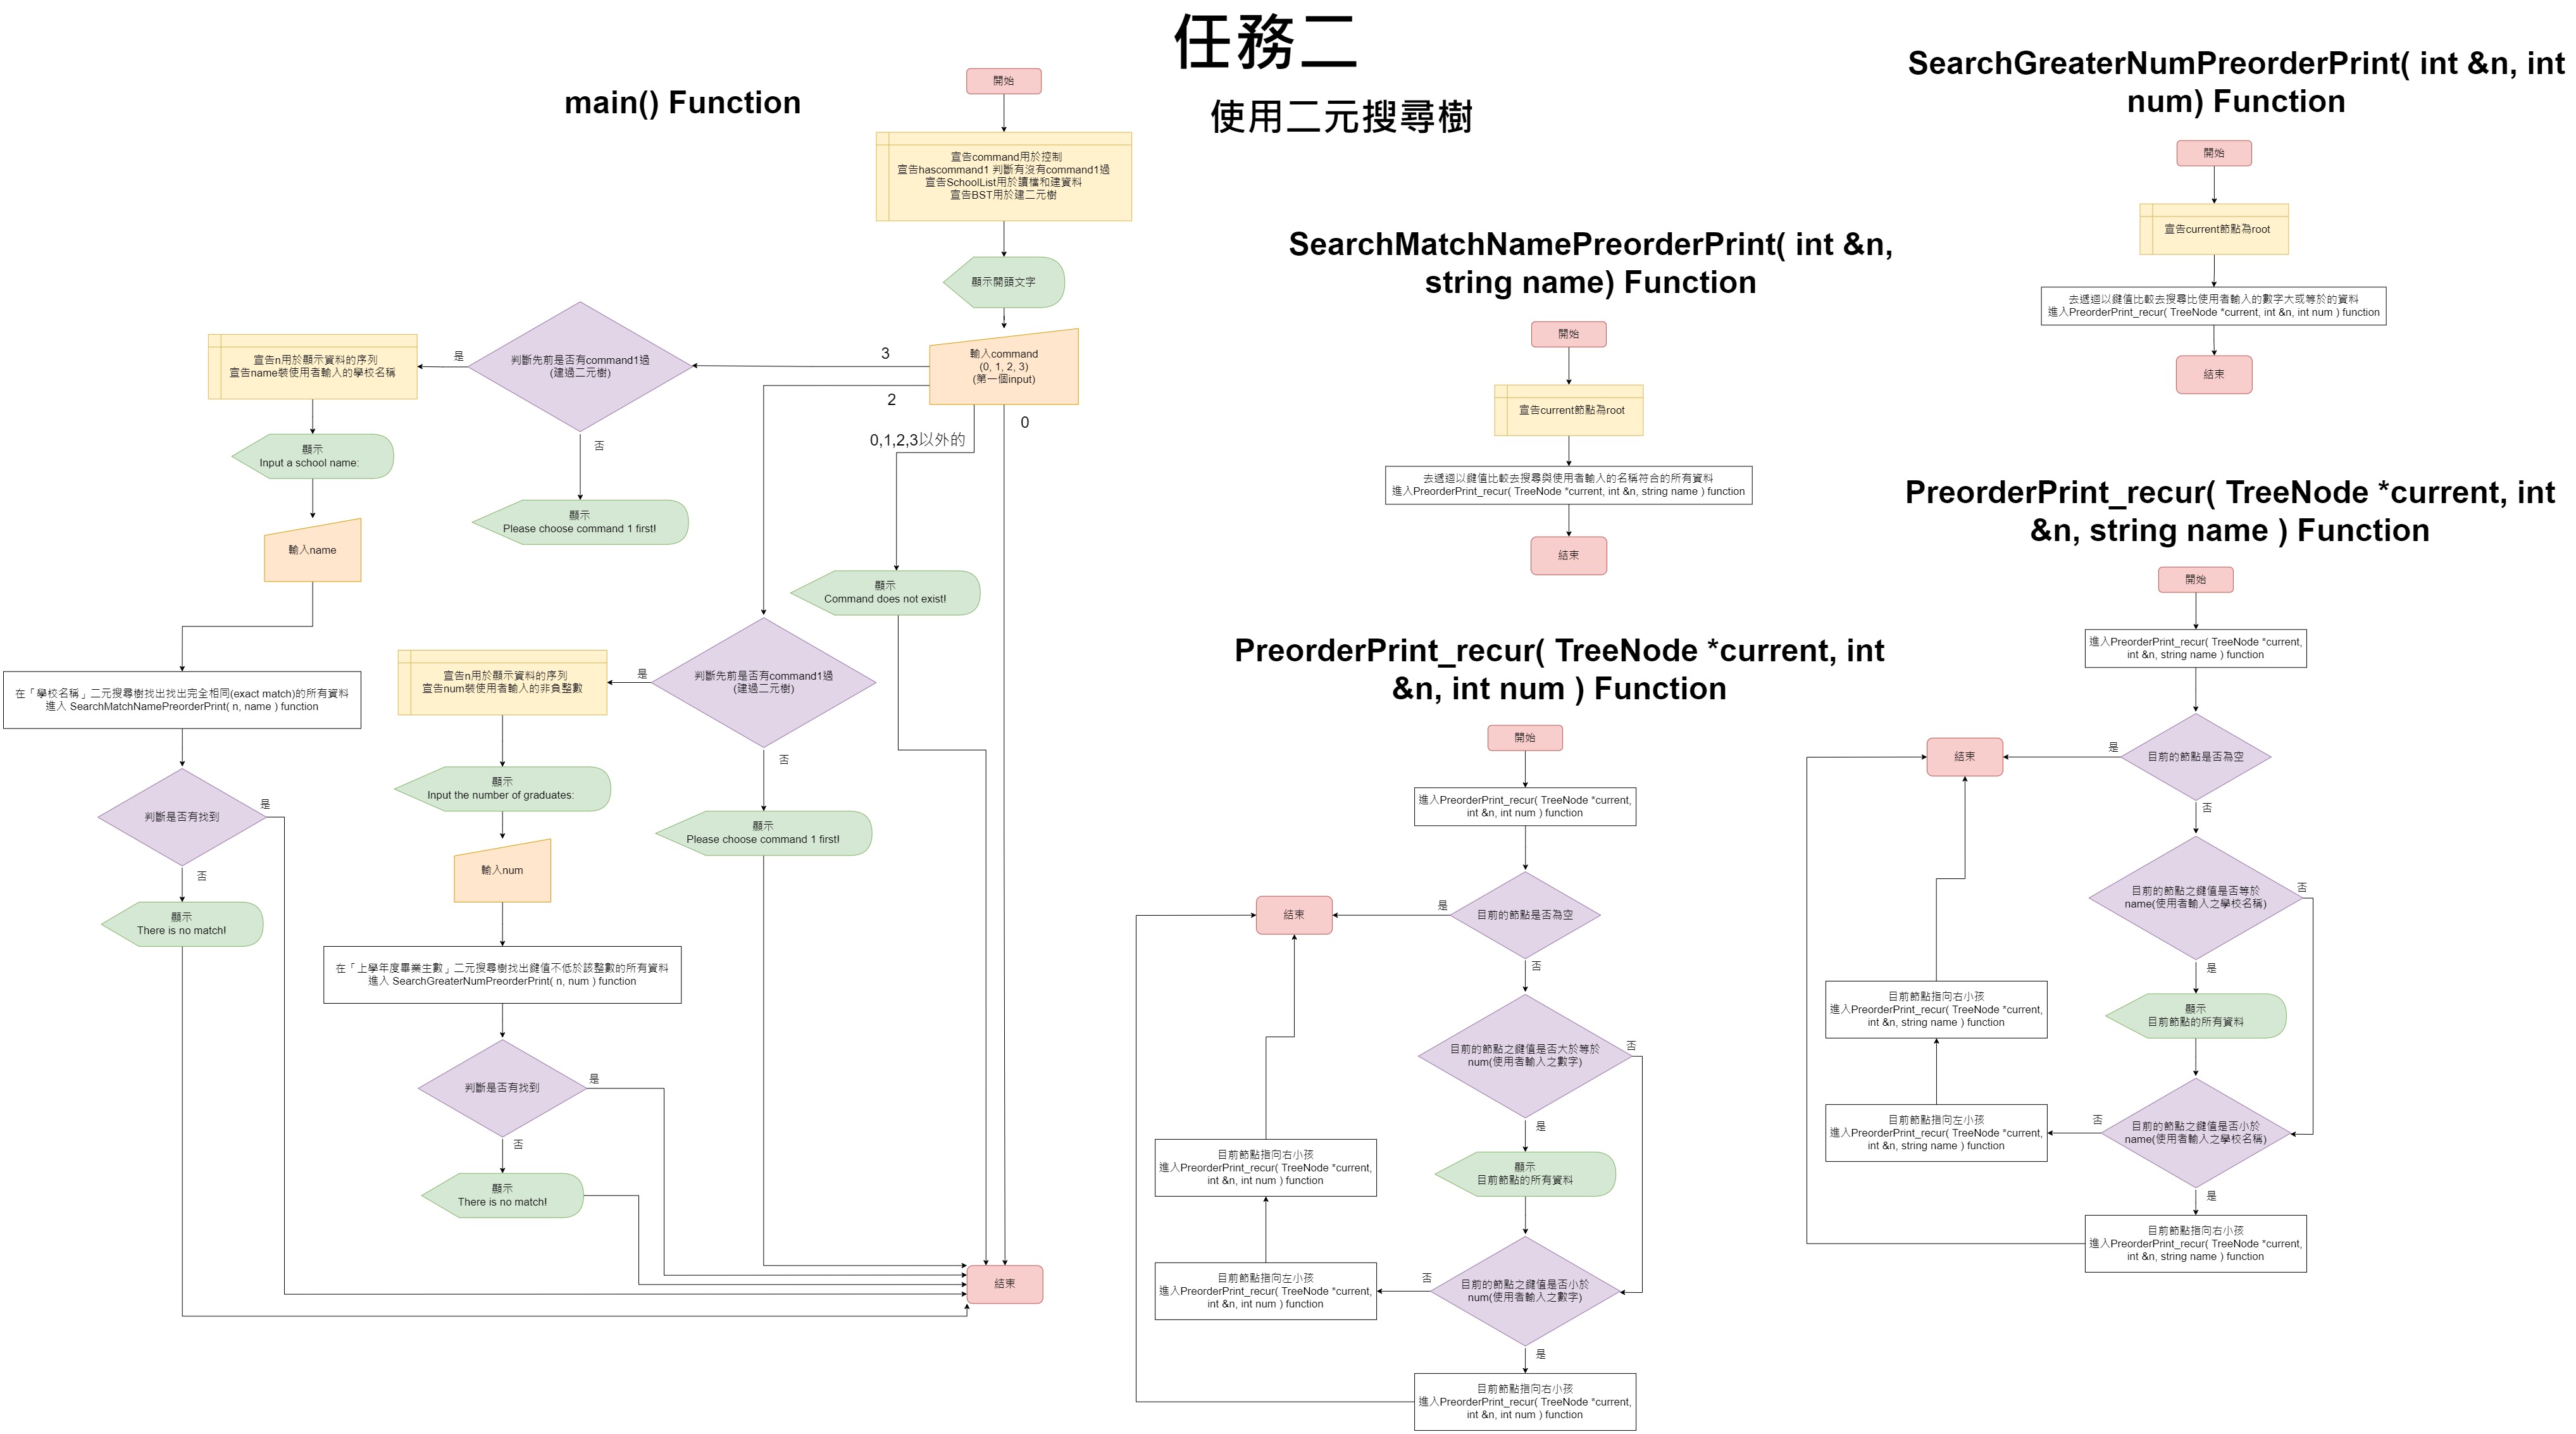 任務二
使用二元搜尋樹
main() Function
開始
宣告command用於控制
宣告hascommand1 判斷有沒有command1過
宣告SchoolList用於讀檔和建資料
宣告BST用於建二元樹
顯示開頭文字
輸入command
(0, 1, 2, 3)
(第一個input)
3
2
0,1,2,3以外的
0
判斷先前是否有command1過
(建過二元樹)
是
否
宣告n用於顯示資料的序列
宣告name裝使用者輸入的學校名稱
顯示
Input a school name:
顯示
Please choose command 1 first!
輸入name
在「學校名稱」二元搜尋樹找出找出完全相同(exact match)的所有資料
進入 SearchMatchNamePreorderPrint( n, name ) function
判斷是否有找到
是
否
顯示
There is no match!
顯示
Command does not exist!
判斷先前是否有command1過
(建過二元樹)
是
否
宣告n用於顯示資料的序列
宣告num裝使用者輸入的非負整數
顯示
Input the number of graduates:
顯示
Please choose command 1 first!
輸入num
在「上學年度畢業生數」二元搜尋樹找出鍵值不低於該整數的所有資料
進入 SearchGreaterNumPreorderPrint( n, num ) function
判斷是否有找到
是
否
顯示
There is no match!
結束
SearchMatchNamePreorderPrint( int &n,
string name) Function
開始
宣告current節點為root
去遞迴以鍵值比較去搜尋與使用者輸入的名稱符合的所有資料
進入PreorderPrint_recur( TreeNode *current, int &n, string name ) function
結束
SearchGreaterNumPreorderPrint( int &n, int
num) Function
開始
宣告current節點為root
去遞迴以鍵值比較去搜尋比使用者輸入的數字大或等於的資料
進入PreorderPrint_recur( TreeNode *current, int &n, int num ) function
結束
PreorderPrint_recur( TreeNode *current, int
&n, int num ) Function
開始
進入PreorderPrint_recur( TreeNode *current,
int &n, int num ) function
目前的節點是否為空
是
否
結束
目前的節點之鍵值是否大於等於
num(使用者輸入之數字)
否
是
顯示
目前節點的所有資料
目前的節點之鍵值是否小於
num(使用者輸入之數字)
否
是
目前節點指向左小孩
進入PreorderPrint_recur( TreeNode *current,
int &n, int num ) function
目前節點指向右小孩
進入PreorderPrint_recur( TreeNode *current,
int &n, int num ) function
目前節點指向右小孩
進入PreorderPrint_recur( TreeNode *current,
int &n, int num ) function
PreorderPrint_recur( TreeNode *current, int
&n, string name ) Function
開始
進入PreorderPrint_recur( TreeNode *current,
int &n, string name ) function
目前的節點是否為空
是
否
結束
目前的節點之鍵值是否等於
name(使用者輸入之學校名稱)
否
是
顯示
目前節點的所有資料
目前的節點之鍵值是否小於
name(使用者輸入之學校名稱)
否
是
目前節點指向左小孩
進入PreorderPrint_recur( TreeNode *current,
int &n, string name ) function
目前節點指向右小孩
進入PreorderPrint_recur( TreeNode *current,
int &n, string name ) function
目前節點指向右小孩
進入PreorderPrint_recur( TreeNode *current,
int &n, string name ) function